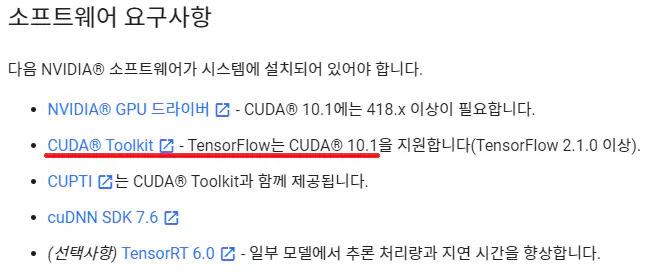 소프트웨어 요구사항
다음 NVIDIA® 소프트웨어가 시스템에 설치되어 있어야 합니다.
• NVIDIA® GPU 드라이버 - CUDA® 10.1에는 418.x 이상이 필요합니다.
• CUDA® Toolkit - TensorFlow는 CUDA® 10.1을 지원합니다(TensorFlow 2.1.0 이상).
• CUPTI는 CUDA® Toolkit과 함께 제공됩니다.
• cuDNN SDK 7.6
• (선택사항) TensorRT 6.0 - 일부 모델에서 추론 처리량과 지연 시간을 향상합니다.